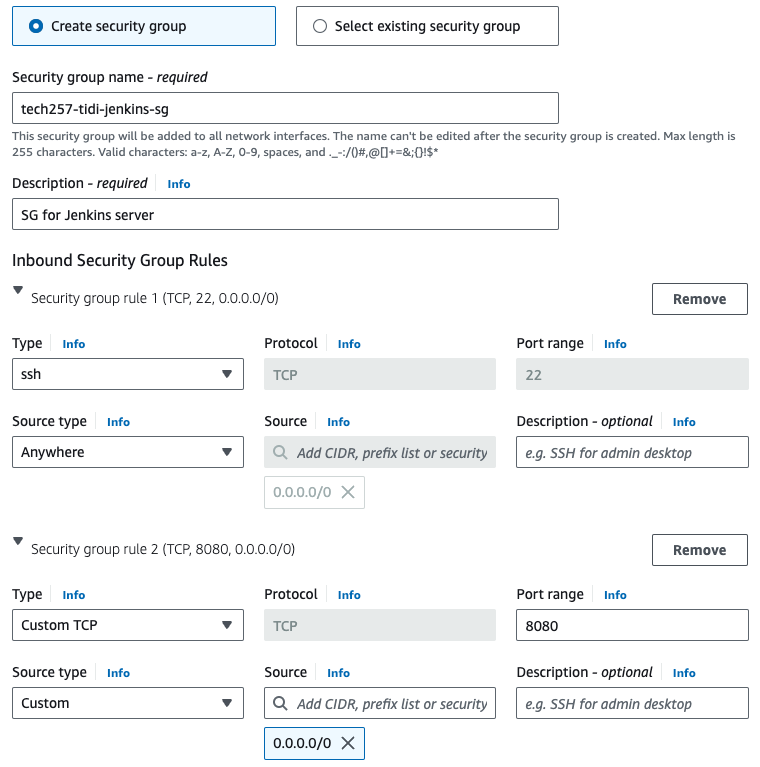 Create security group
Select existing security group
Security group name - required
tech257-tidi-jenkins-sg
This security group will be added to all network interfaces. The name can't be edited after the security group is created. Max length is
255 characters. Valid characters: a-z, A-Z, 0-9, spaces, and ._-:/()#,@[]+=&;{}!$*
Description - required Info
SG for Jenkins server
Inbound Security Group Rules
Security group rule 1 (TCP, 22, 0.0.0.0/0)
Remove
Type Info Protocol Info Port range Info
ssh TCP 22
Source type Info Source Info Description - optional Info
Anywhere Add CIDR, prefix list or security e.g. SSH for admin desktop
0.0.0.0/0
Security group rule 2 (TCP, 8080, 0.0.0.0/0)
Remove
Type Info Protocol Info Port range Info
Custom TCP TCP 8080
Source type Info Source Info Description - optional Info
Custom Add CIDR, prefix list or security e.g. SSH for admin desktop
0.0.0.0/0